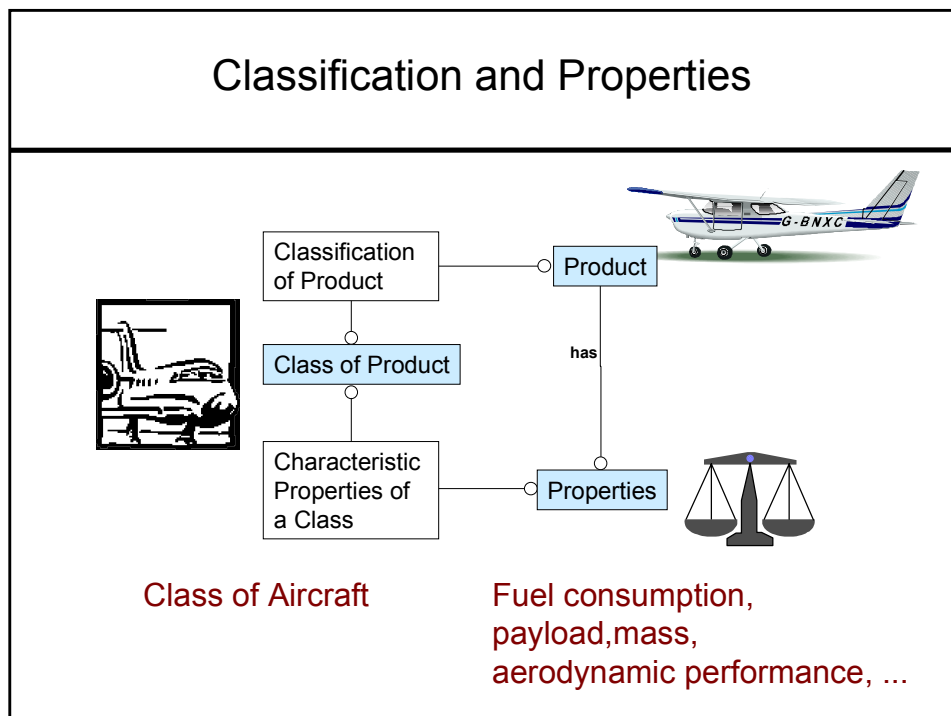 Classification and Properties
G-BNXC
Classification
of Product
Product
Class of Product
has
Characteristic
Properties of
a Class
Properties
Class of Aircraft
Fuel consumption,
payload,mass,
aerodynamic performance, ...